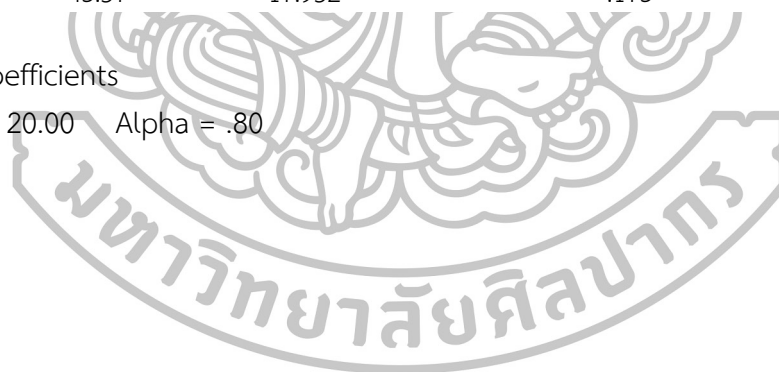 oefficients
20.00 Alpha = .80
มหาวิทยาลัยศิลปากร